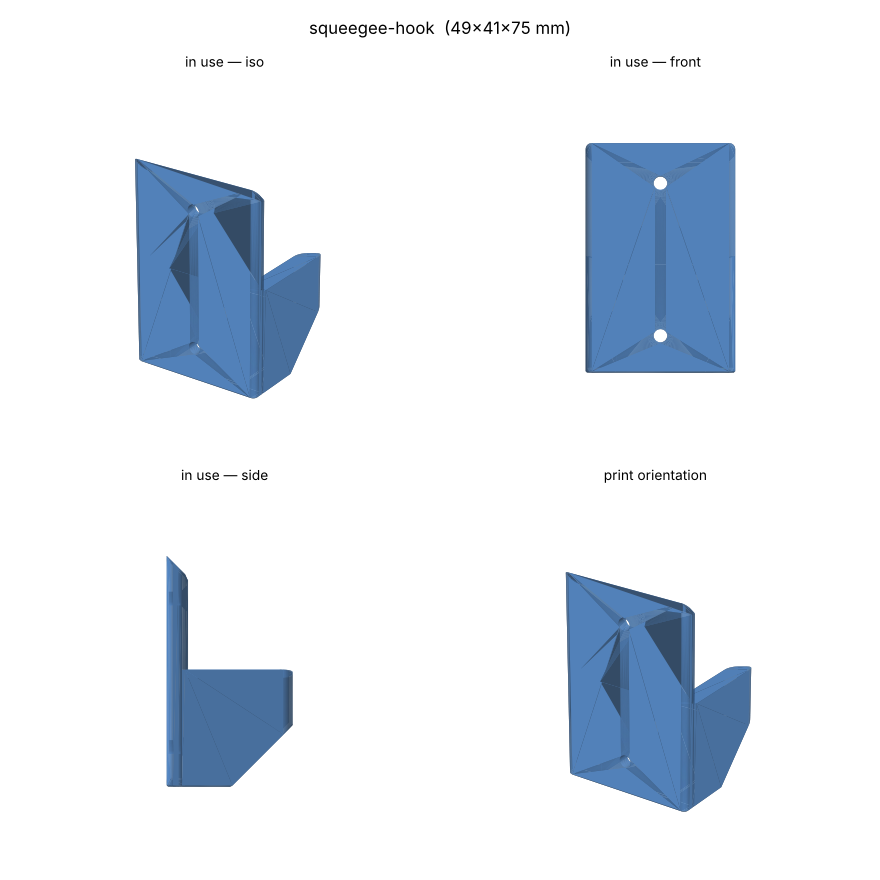 squeegee-hook (49×41×75 mm)
in use — iso
in use — front
in use — side
print orientation